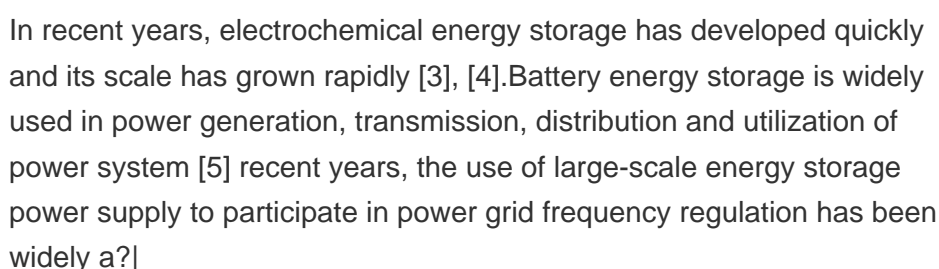 In recent years, electrochemical energy storage has developed quickly
and its scale has grown rapidly [3], [4].Battery energy storage is widely
used in power generation, transmission, distribution and utilization of
power system [5] recent years, the use of large-scale energy storage
power supply to participate in power grid frequency regulation has been
widely a?|